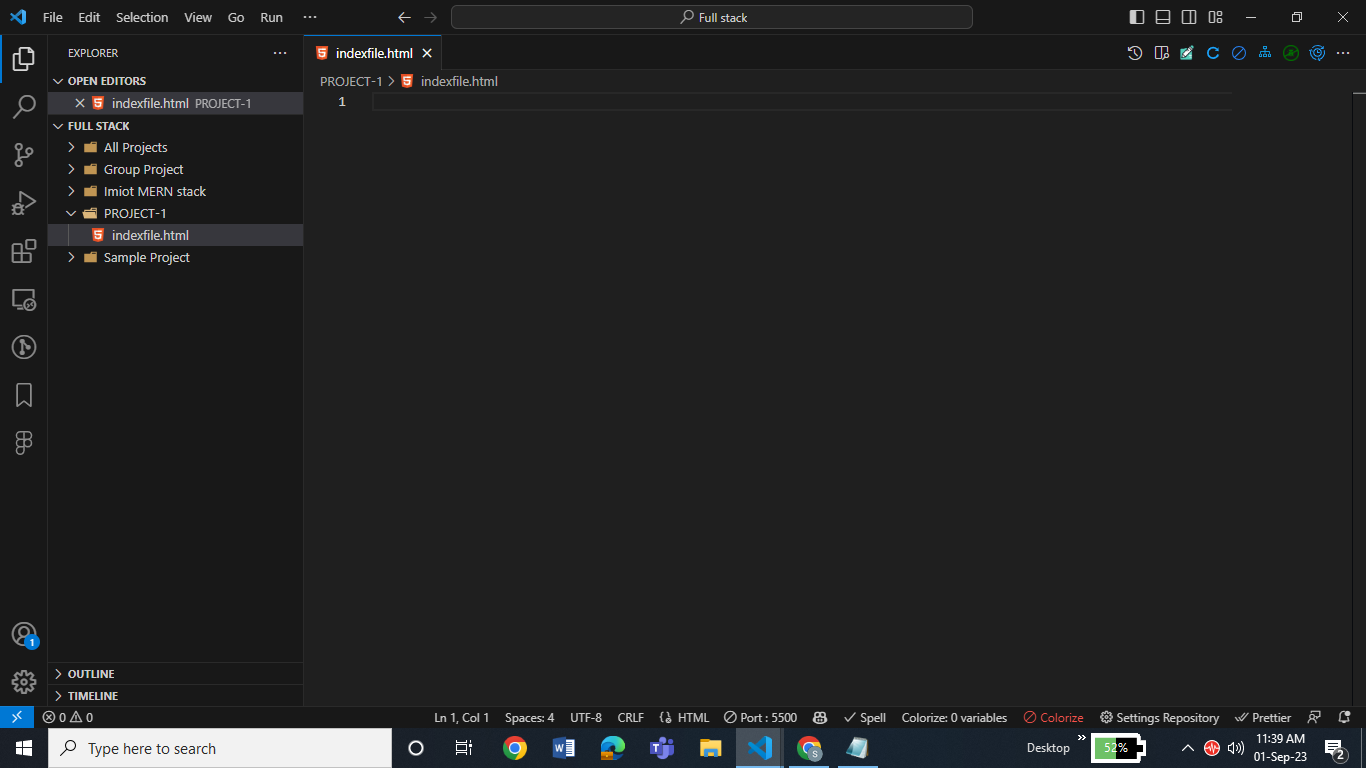 File Edit Selection View Go Run ···
Full stack
EXPLORER
indexfile.html
OPEN EDITORS
PROJECT-1 > indexfile.html
indexfile.html PROJECT-1
1
FULL STACK
All Projects
Group Project
Imiot MERN stack
PROJECT-1
indexfile.html
Sample Project
1
OUTLINE
TIMELINE
0 0 Ln 1, Col 1 Spaces: 4 UTF-8 CRLF HTML Port : 5500 Spell Colorize: 0 variables Colorize Settings Repository Prettier
Type here to search
S
Desktop
52%
11:39 AM
01-Sep-23
2